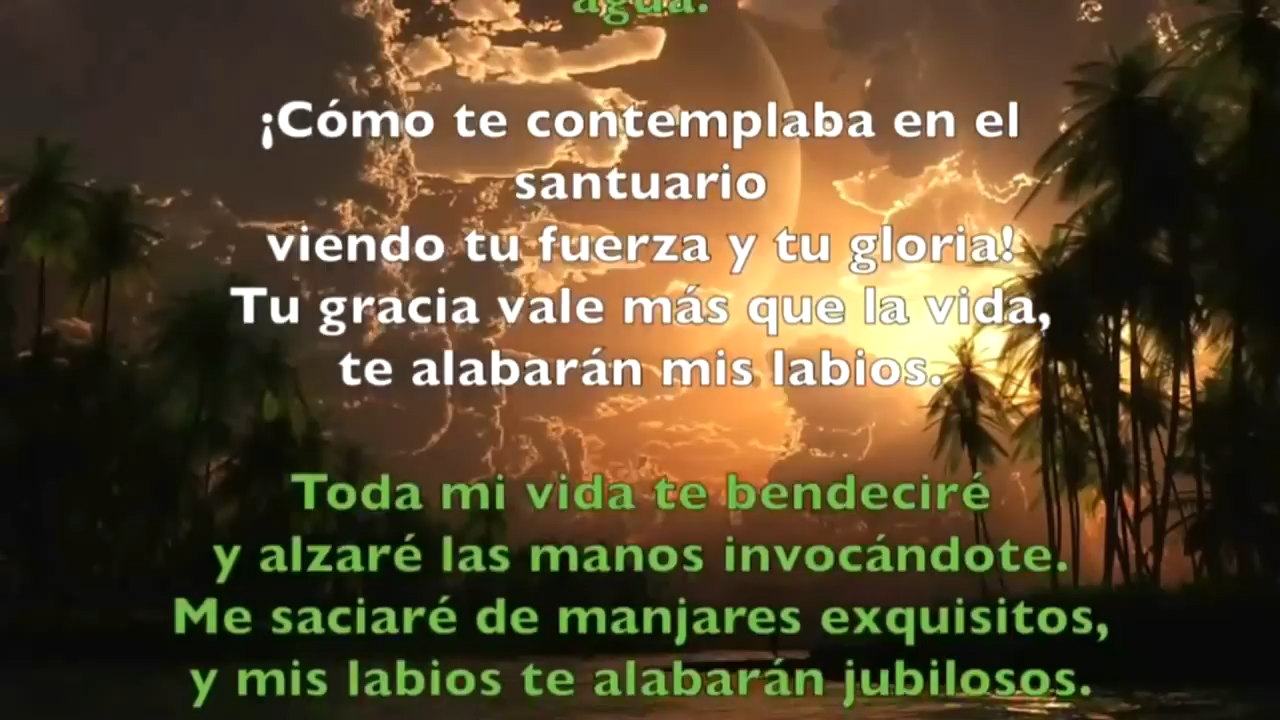 agua.
¡Cómo te contemplaba en el
santuario
viendo tu fuerza y tu gloria!
Tu gracia vale más que la vida,
te alabarán mis labios.
Toda mi vida te bendeciré
y alzaré las manos invocándote.
Me saciaré de manjares exquisitos,
y mis labios te alabarán jubilosos.